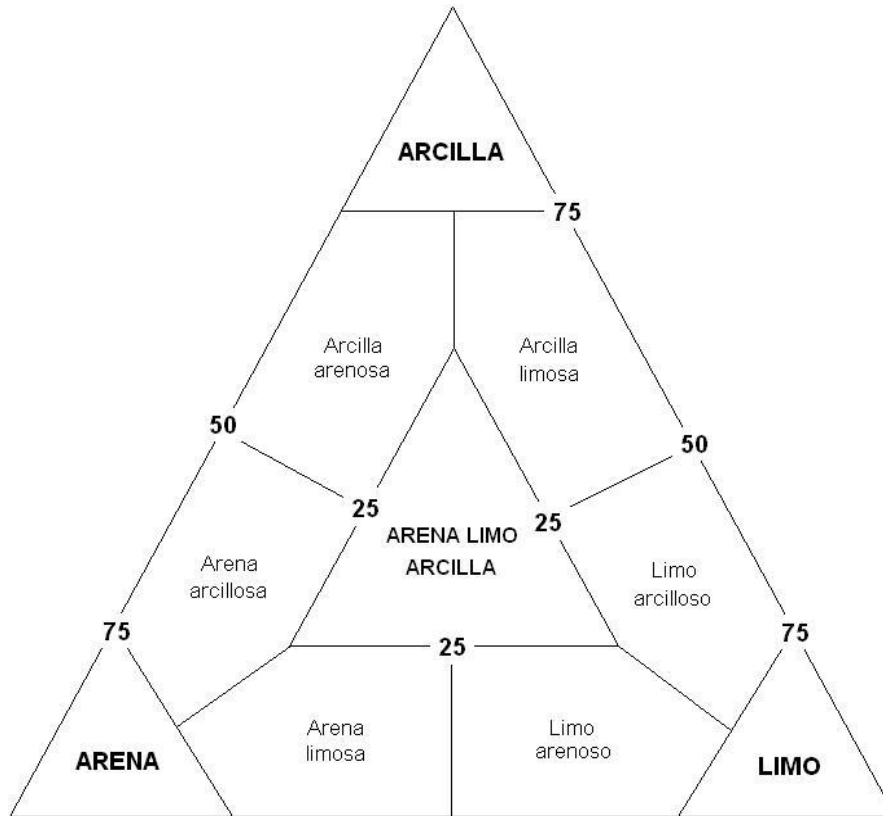 ARCILLA
75
Arcilla
arenosa
Arcilla
limosa
50
50
25
25
ARENA LIMO
ARCILLA
Arena
arcillosa
Limo
arcilloso
75
25
75
Arena
limosa
Limo
arenoso
ARENA
LIMO